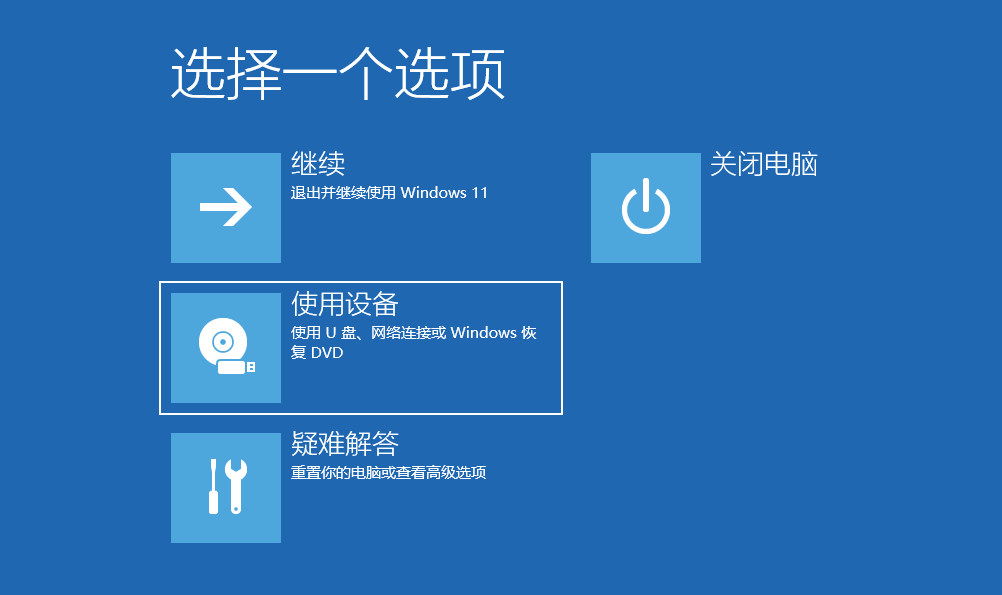 选择一个选项
继续
退出并继续使用 Windows 11
关闭电脑
使用设备
使用 U 盘、网络连接或 Windows 恢
复 DVD
疑难解答
重置你的电脑或查看高级选项